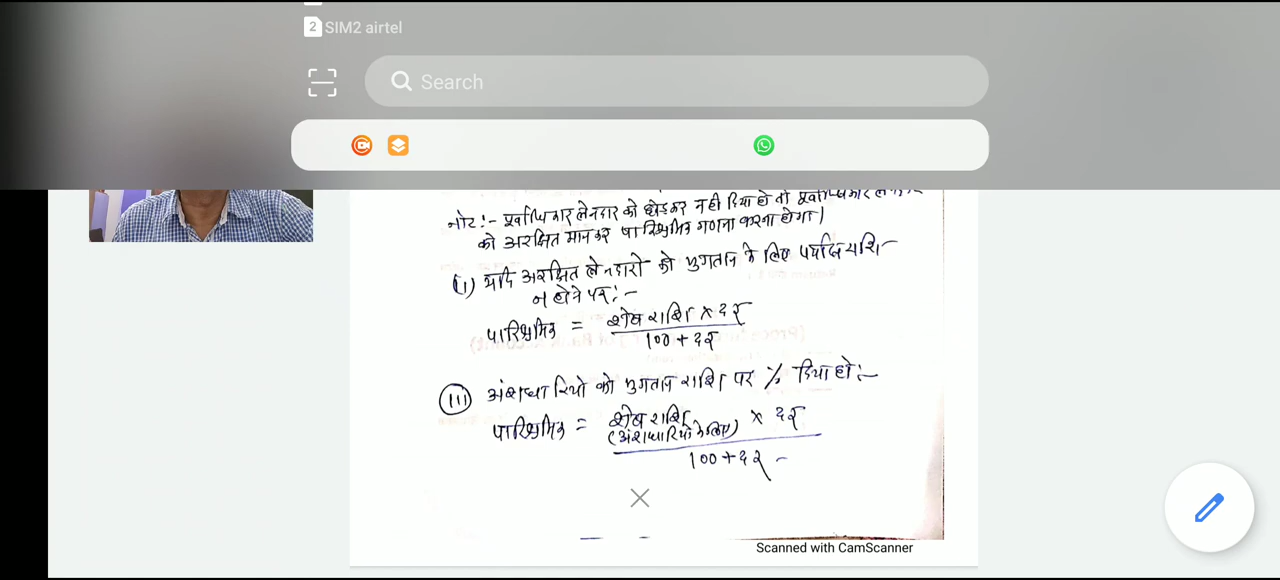 2 SIM2 airtel
Search
नोट:- पूर्वाधिकार लेनदार को छोड़कर नही दिया हो तो पूर्वाधिकार
को अरक्षित मानकर पारिश्रमिक गणना करना होगा।
(ii) यदि अरक्षित लेनदारो को भुगतान के लिए पर्याप्त राशि
न होने पर:-
पारिश्रमिक = शेष राशि × दर
100 + दर
(III) अंशधारियो को भुगतान राशि पर % दिया हो:-
पारिश्रमिक = शेष राशि × दर
(अंशधारियो के लिए)
100 + दर
Scanned with CamScanner